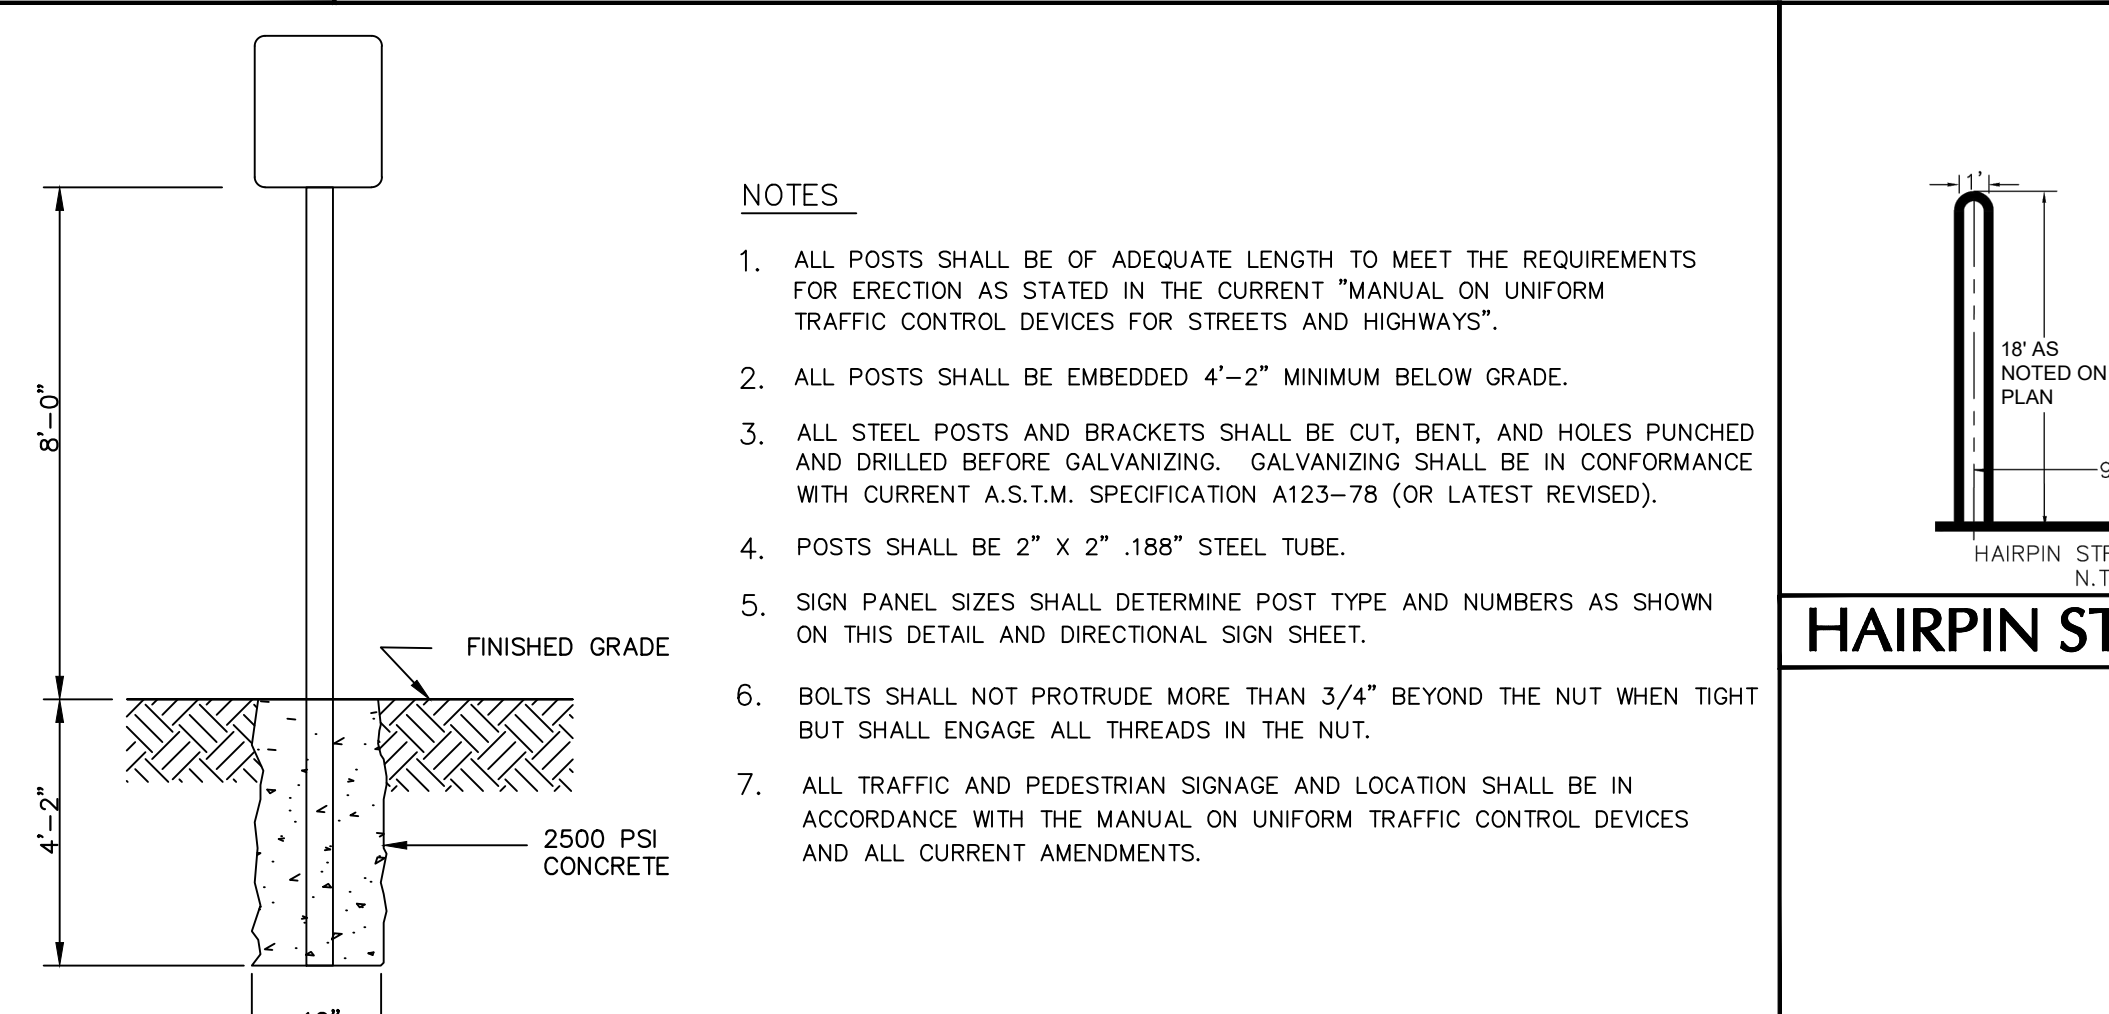 8'-0"
4'-2"
FINISHED GRADE
2500 PSI
CONCRETE
NOTES
1. ALL POSTS SHALL BE OF ADEQUATE LENGTH TO MEET THE REQUIREMENTS
FOR ERECTION AS STATED IN THE CURRENT "MANUAL ON UNIFORM
TRAFFIC CONTROL DEVICES FOR STREETS AND HIGHWAYS".
2. ALL POSTS SHALL BE EMBEDDED 4'-2" MINIMUM BELOW GRADE.
3. ALL STEEL POSTS AND BRACKETS SHALL BE CUT, BENT, AND HOLES PUNCHED
AND DRILLED BEFORE GALVANIZING. GALVANIZING SHALL BE IN CONFORMANCE
WITH CURRENT A.S.T.M. SPECIFICATION A123-78 (OR LATEST REVISED).
4. POSTS SHALL BE 2" X 2" .188" STEEL TUBE.
5. SIGN PANEL SIZES SHALL DETERMINE POST TYPE AND NUMBERS AS SHOWN
ON THIS DETAIL AND DIRECTIONAL SIGN SHEET.
6. BOLTS SHALL NOT PROTRUDE MORE THAN 3/4" BEYOND THE NUT WHEN TIGHT
BUT SHALL ENGAGE ALL THREADS IN THE NUT.
7. ALL TRAFFIC AND PEDESTRIAN SIGNAGE AND LOCATION SHALL BE IN
ACCORDANCE WITH THE MANUAL ON UNIFORM TRAFFIC CONTROL DEVICES
AND ALL CURRENT AMENDMENTS.
1'
18' AS
NOTED ON
PLAN
HAIRPIN
HAIRPIN